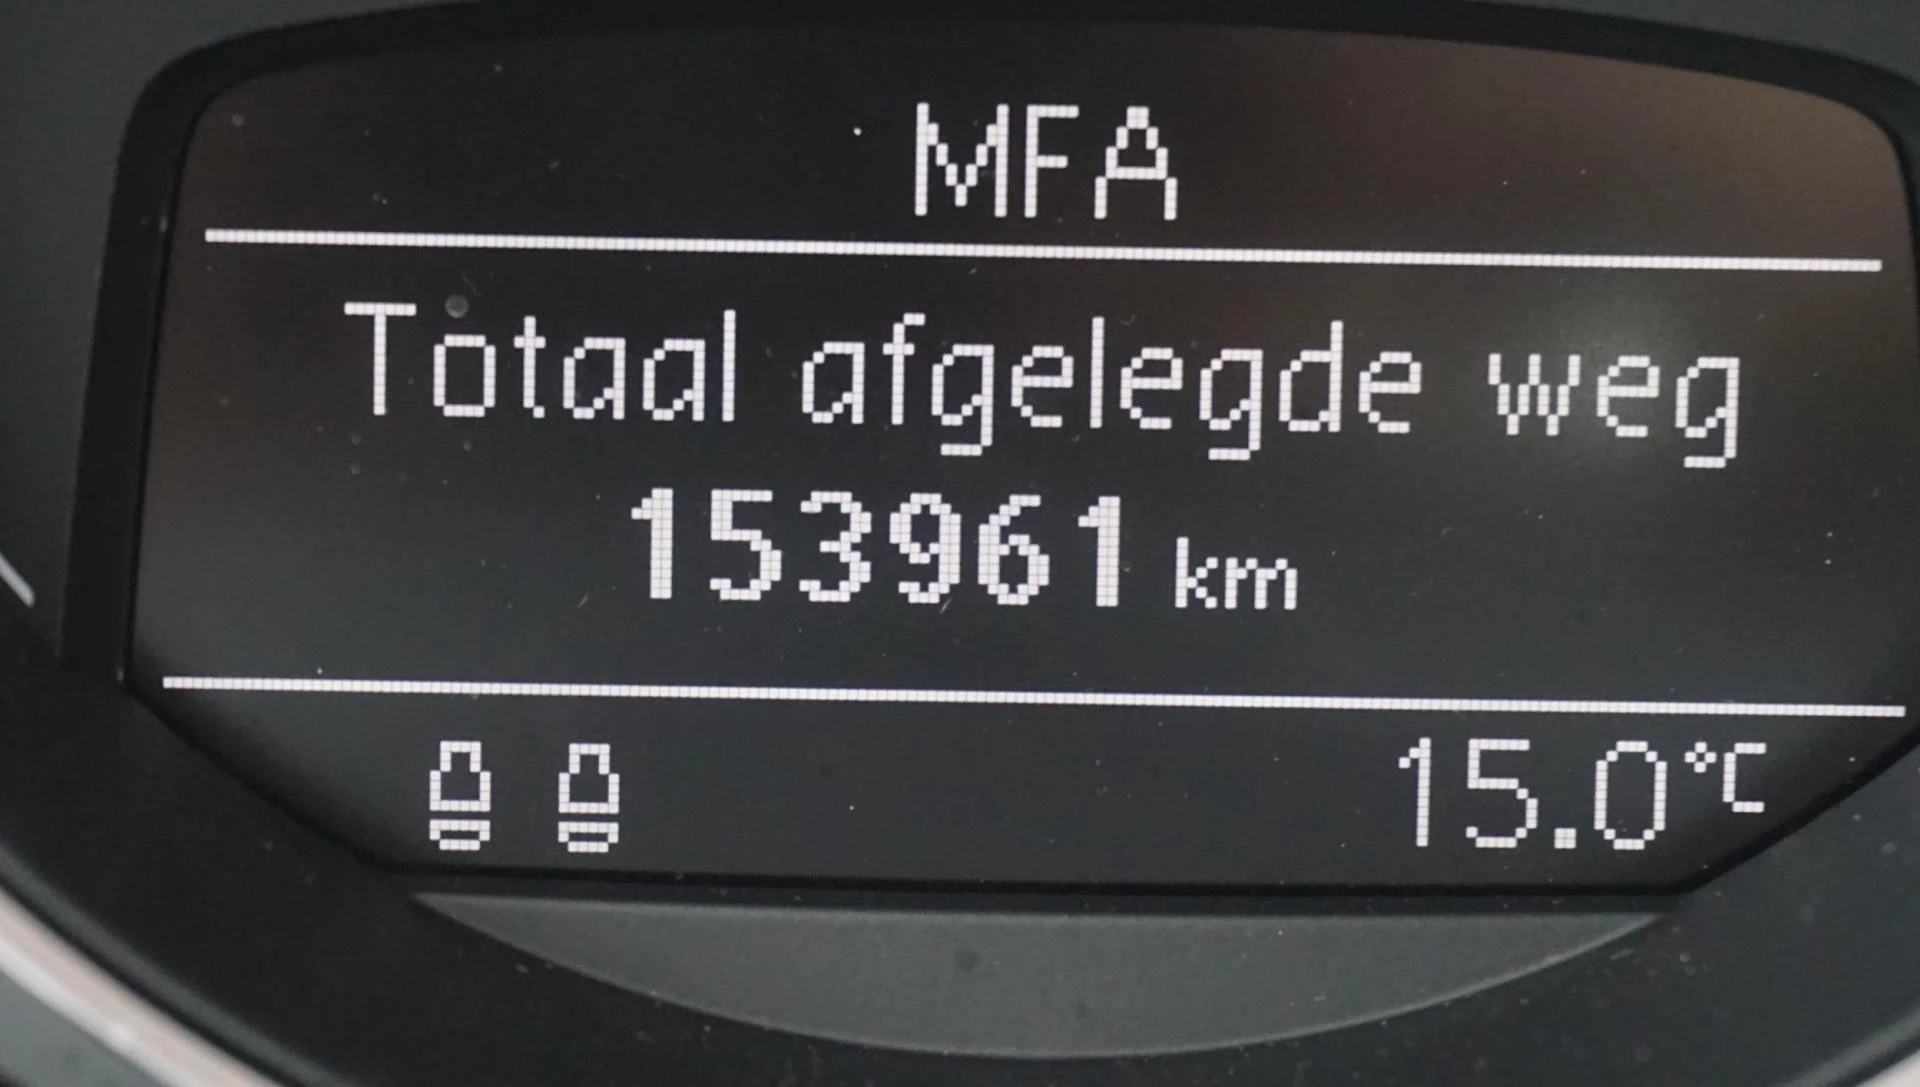 MFA
Totaal afgelegde weg
153961 km
15.0°C